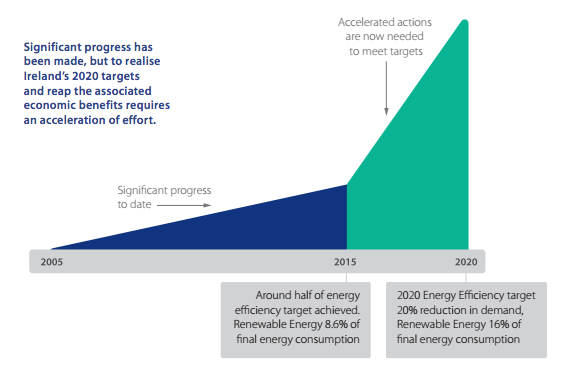 Significant progress has
been made, but to realise
Ireland's 2020 targets
and reap the associated
economic benefits requires
an acceleration of effort.
Accelerated actions
are now needed
to meet targets
Significant progress
to date
2005
2015
2020
Around half of energy
efficiency target achieved.
Renewable Energy 8.6% of
final energy consumption
2020 Energy Efficiency target
20% reduction in demand,
Renewable Energy 16% of
final energy consumption